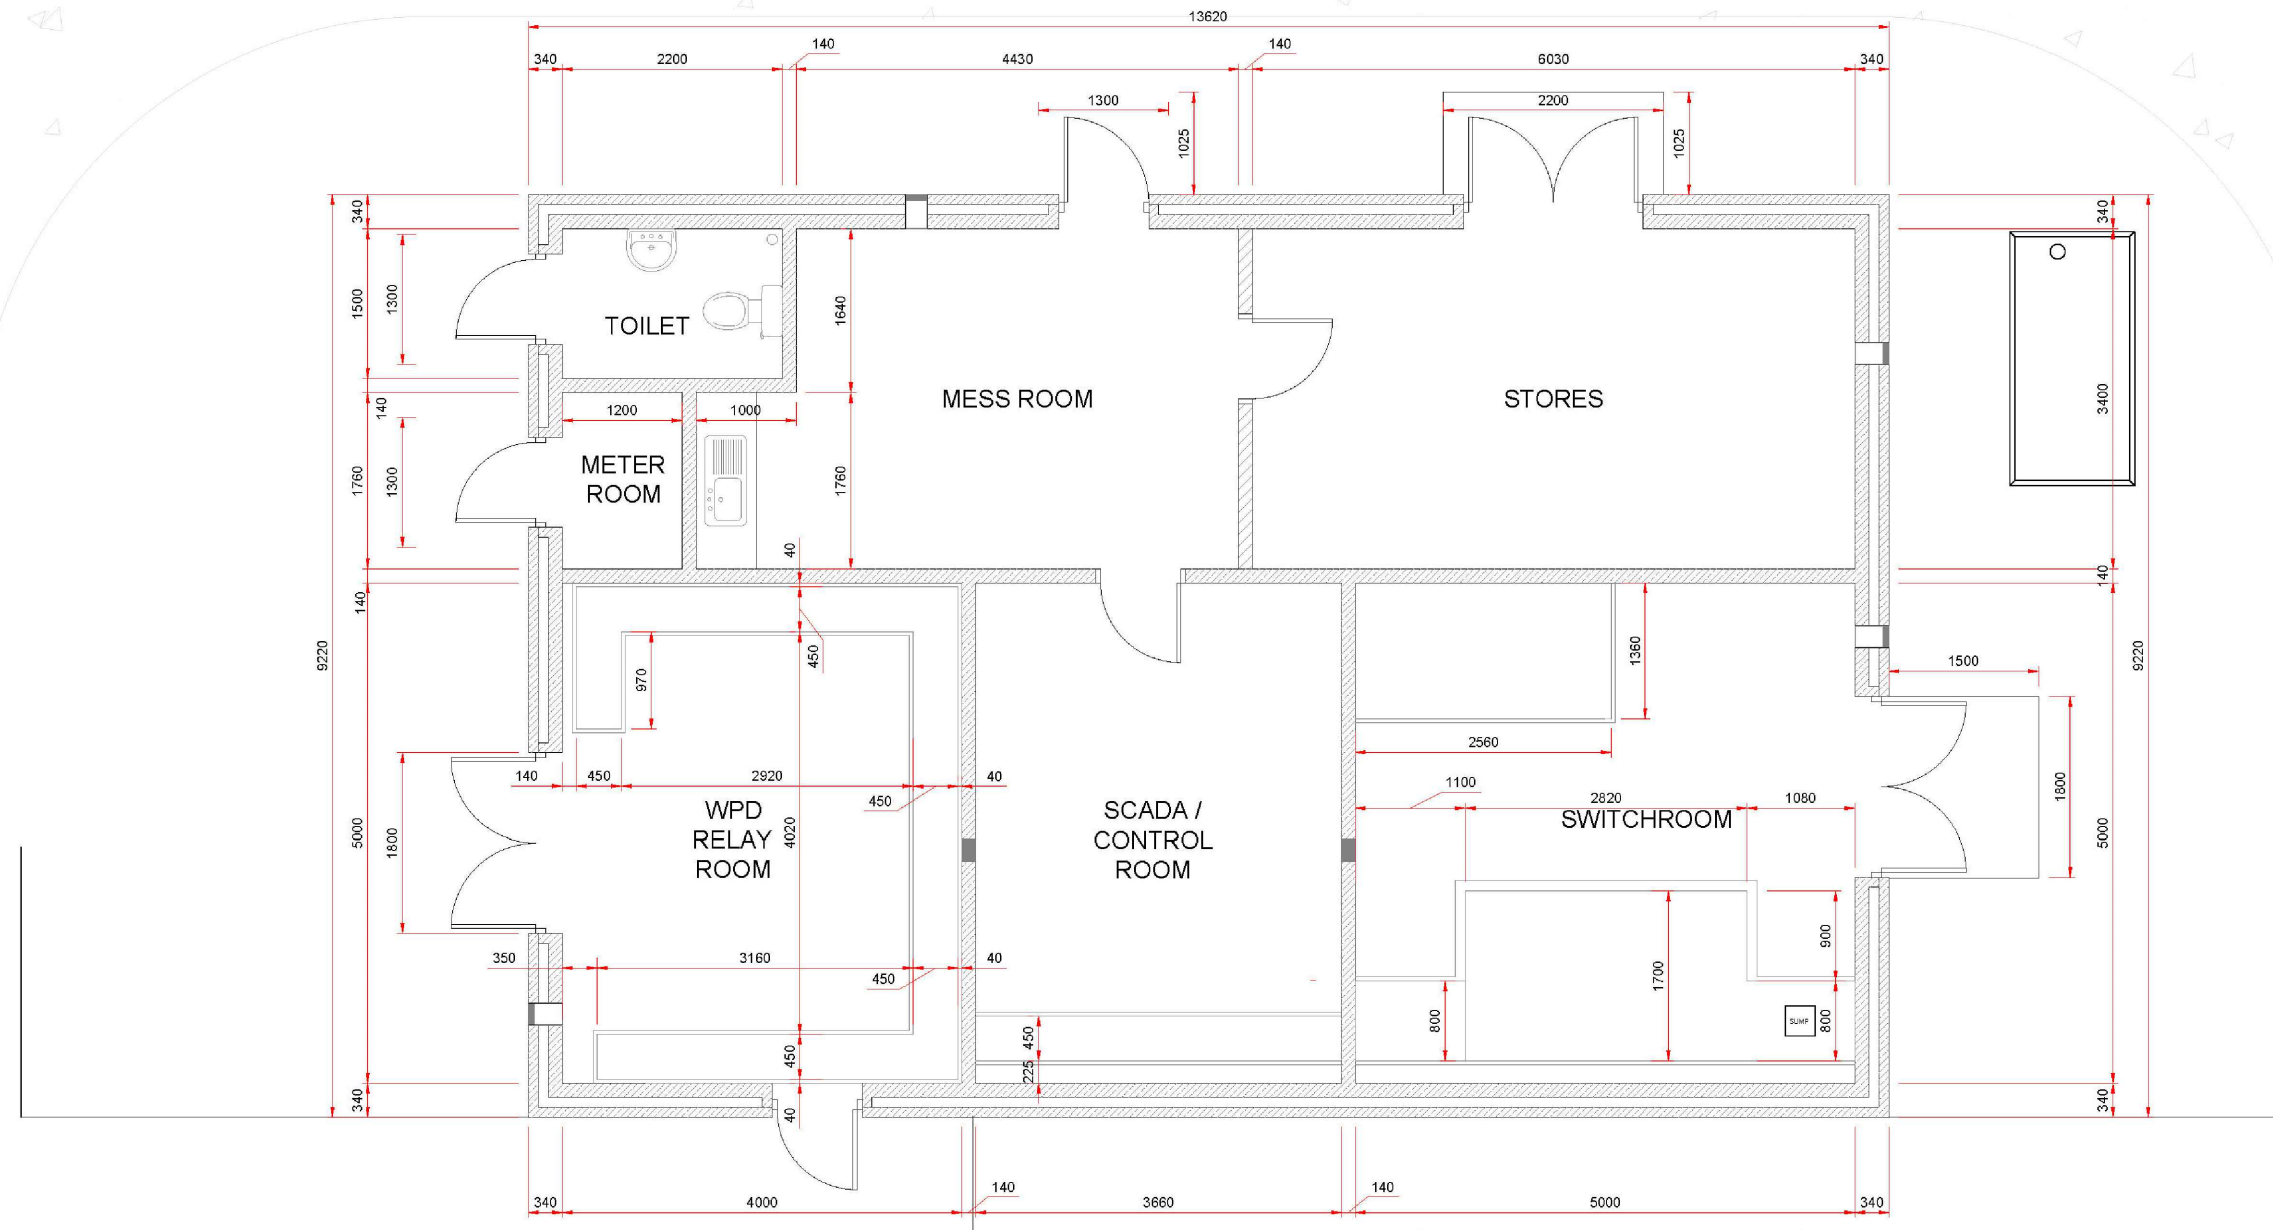 13620
340 2200 140 4430 140 6030 340
1300 1025 2200 1025
340
1500
1300
140
1760
1300
140
9220
5000
1800
340
TOILET
1640
MESS ROOM
STORES
1200
1000
METER
ROOM
1760
40
340
3400
140
9220
5000
1500
1800
450
970
1360
2560
140 450 2920 450 40
WPD
RELAY
ROOM
4020
350 3160 450 40
450
40
SCADA /
CONTROL
ROOM
450
225
1100 2820 1080
SWITCHROOM
900
1700
800
SUMP
800
340
340 4000 140 3660 140 5000 340